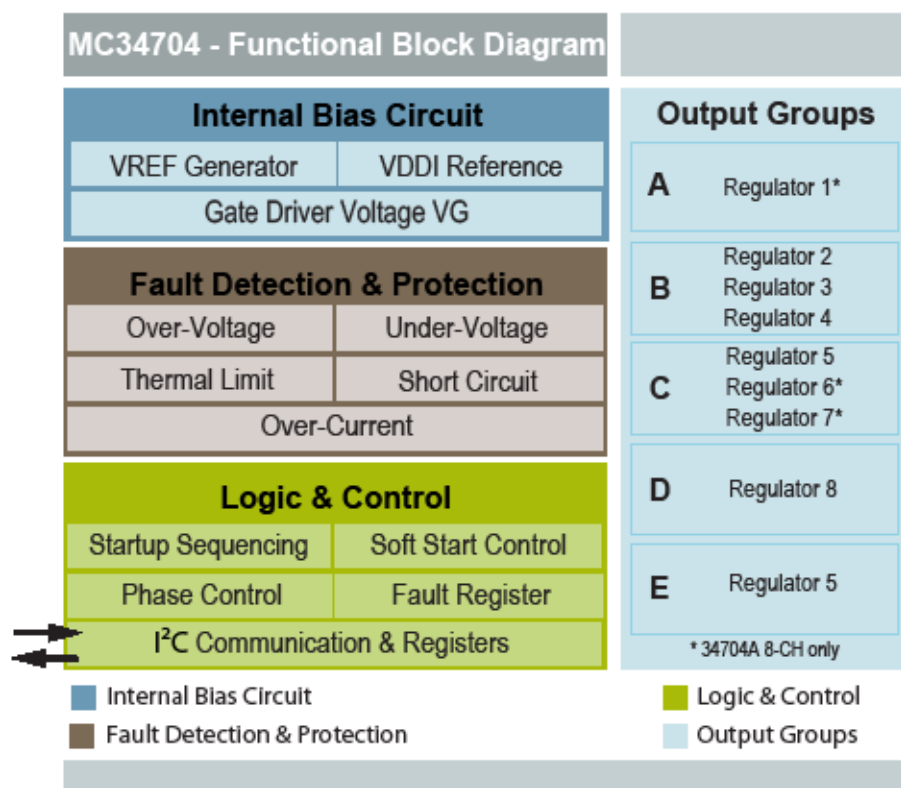 MC34704 - Functional Block Diagram
Internal Bias Circuit
VREF Generator
VDDI Reference
Gate Driver Voltage VG
Fault Detection & Protection
Over-Voltage
Under-Voltage
Thermal Limit
Short Circuit
Over-Current
Logic & Control
Startup Sequencing
Soft Start Control
Phase Control
Fault Register
I²C Communication & Registers
Output Groups
A
Regulator 1*
B
Regulator 2
Regulator 3
Regulator 4
C
Regulator 5
Regulator 6*
Regulator 7*
D
Regulator 8
E
Regulator 5
* 34704A 8-CH only
Internal Bias Circuit
Fault Detection & Protection
Logic & Control
Output Groups